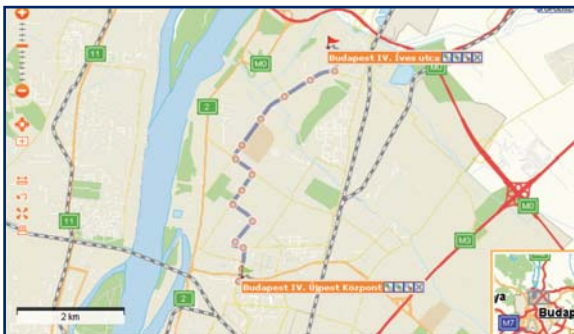 11
M0
Budapest IV. Íves utca
2
11
M0
M3
2
Budapest IV. Újpest Központ
2 km
ya
Budap
M7